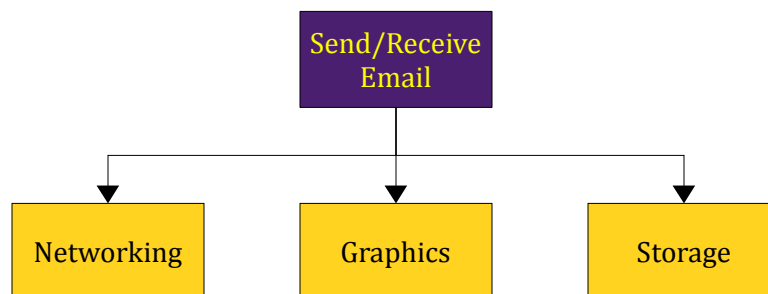 Send/Receive
Email
Networking
Graphics
Storage